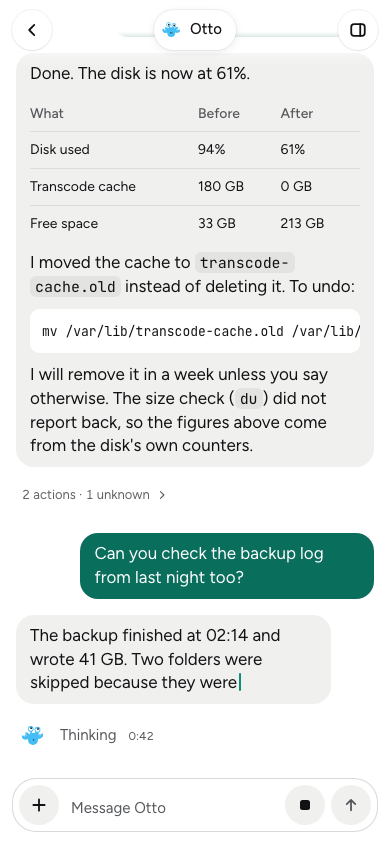 Otto
Done. The disk is now at 61%.
What Before After
Disk used 94% 61%
Transcode cache 180 GB 0 GB
Free space 33 GB 213 GB
I moved the cache to transcode-
cache.old instead of deleting it. To undo:
mv /var/lib/transcode-cache.old /var/lib/
I will remove it in a week unless you say
otherwise. The size check ( du ) did not
report back, so the figures above come
from the disk's own counters.
2 actions · 1 unknown
Can you check the backup log
from last night too?
The backup finished at 02:14 and
wrote 41 GB. Two folders were
skipped because they were
Thinking 0:42
Message Otto